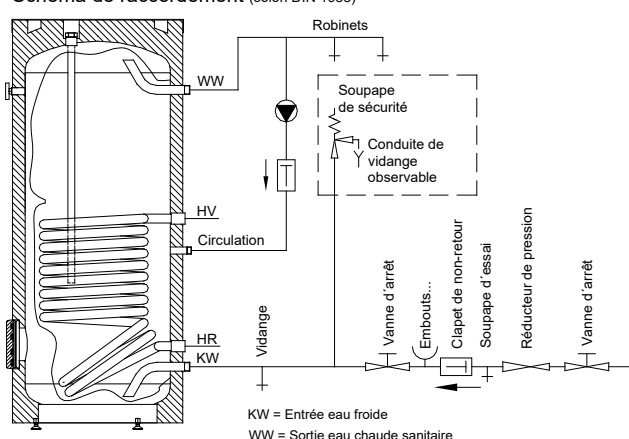 Schéma de raccordement (selon DIN 1988)
Robinets
WW
Soupape
de sécurité
Conduite de
vidange
observable
HV
Circulation
HR
KW
Vidange
Vanne d´arrêt
Embouts...
Clapet de non-retour
Soupape d´essai
Réducteur de pression
Vanne d´arrêt
KW = Entrée eau froide
WW = Sortie eau chaude sanitaire